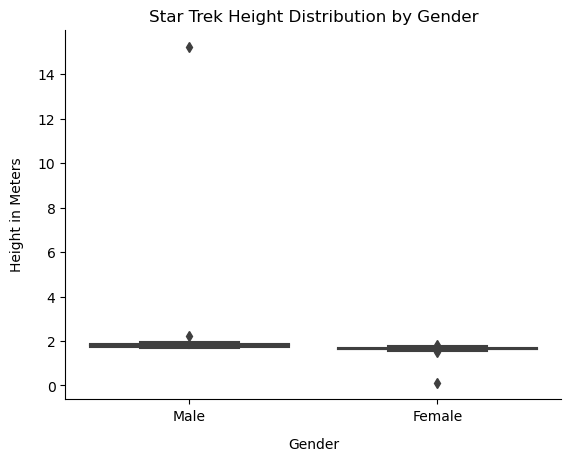 Star Trek Height Distribution by Gender
Height in Meters
14
12
10
8
6
4
2
0
Male Female
Gender